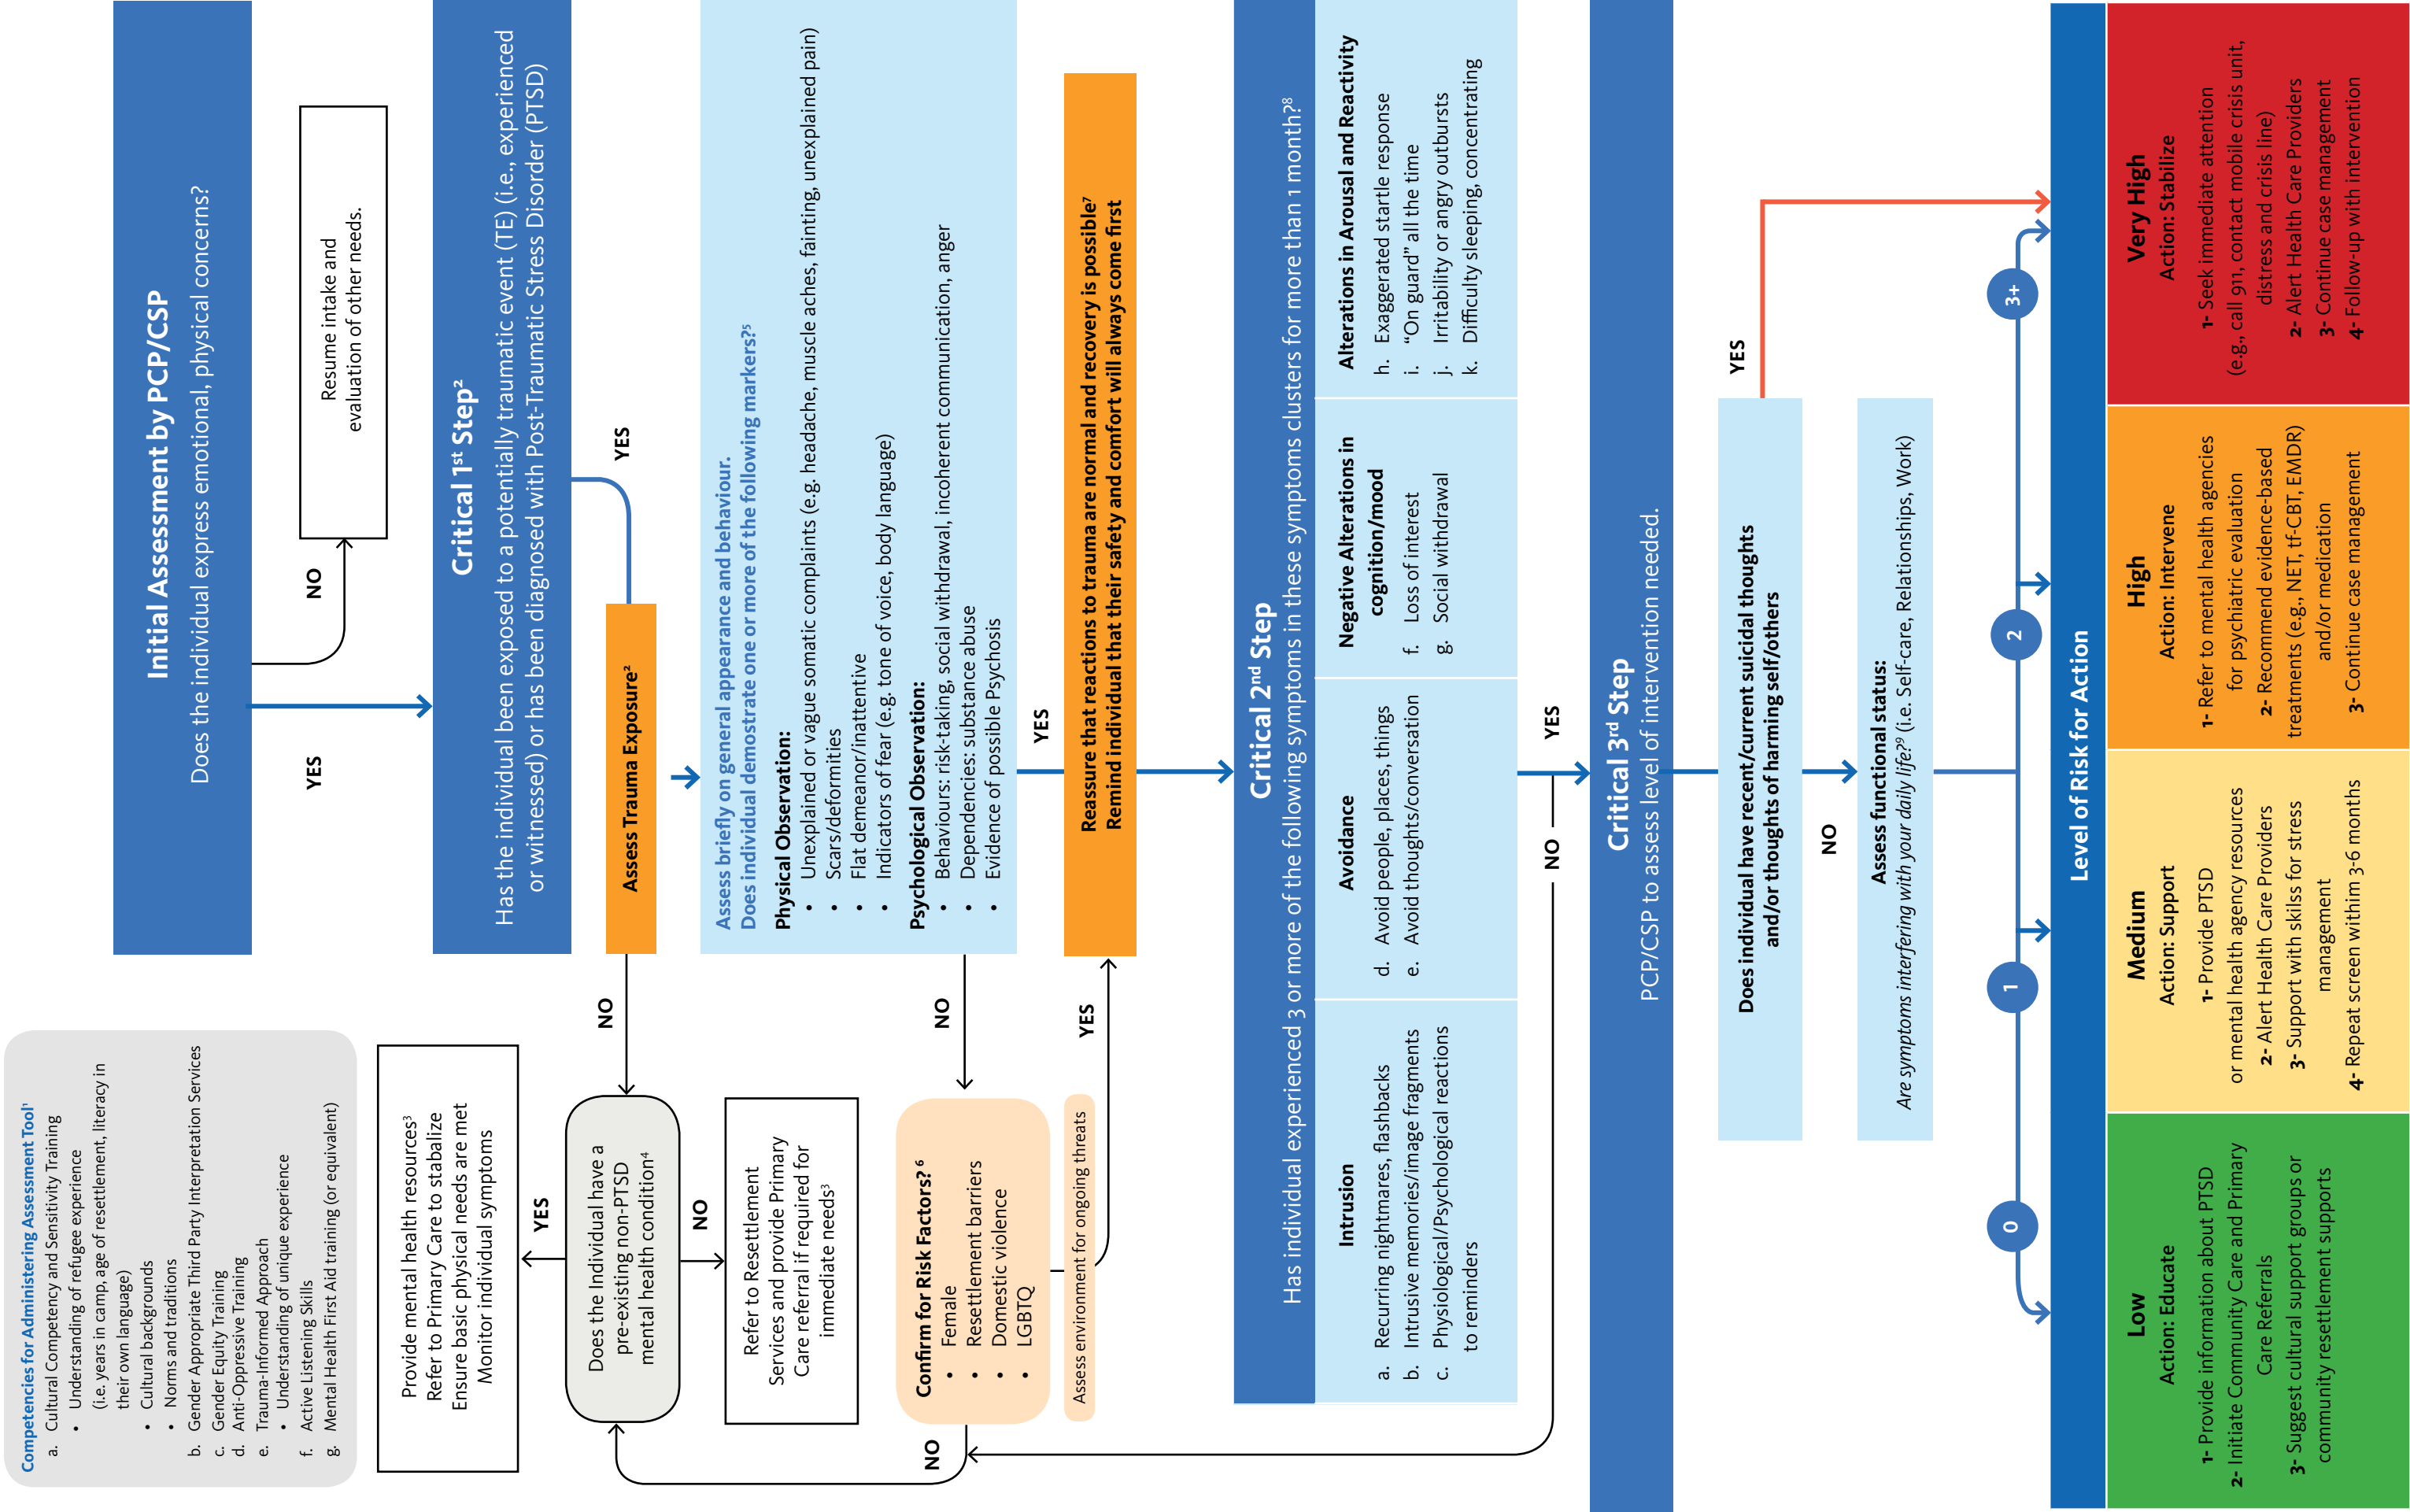 Competencies for Administering Assessment Tool¹
a. Cultural Competency and Sensitivity Training
• Understanding of refugee experience
(i.e. years in camp, age of resettlement, literacy in
their own language)
• Cultural backgrounds
• Norms and traditions
b. Gender Appropriate Third Party Interpretation Services
c. Gender Equity Training
d. Anti-Oppressive Training
e. Trauma-Informed Approach
• Understanding of unique experience
f. Active Listening Skills
g. Mental Health First Aid training (or equivalent)
Initial Assessment by PCP/CSP
Does the individual express emotional, physical concerns?
YES
NO
Resume intake and
evaluation of other needs.
Critical 1st Step²
Has the individual been exposed to a potentially traumatic event (TE) (i.e., experienced
or witnessed) or has been diagnosed with Post-Traumatic Stress Disorder (PTSD)
YES
Assess Trauma Exposure²
NO
Provide mental health resources³
Refer to Primary Care to stabalize
Ensure basic physical needs are met
Monitor individual symptoms
YES
Does the Individual have a
pre-existing non-PTSD
mental health condition⁴
NO
Refer to Resettlement
Services and provide Primary
Care referral if required for
immediate needs³
Assess briefly on general appearance and behaviour.
Does individual demostrate one or more of the following markers?⁵
Physical Observation:
• Unexplained or vague somatic complaints (e.g. headache, muscle aches, fainting, unexplained pain)
• Scars/deformities
• Flat demeanor/inattentive
• Indicators of fear (e.g. tone of voice, body language)
Psychological Observation:
• Behaviours: risk-taking, social withdrawal, incoherent communication, anger
• Dependencies: substance abuse
• Evidence of possible Psychosis
NO
YES
Confirm for Risk Factors? ⁶
• Female
• Resettlement barriers
• Domestic violence
• LGBTQ
NO
Assess environment for ongoing threats
YES
Reassure that reactions to trauma are normal and recovery is possible⁷
Remind individual that their safety and comfort will always come first
Critical 2nd Step
Has individual experienced 3 or more of the following symptoms in these symptoms clusters for more than 1 month?⁸
Intrusion
a. Recurring nightmares, flashbacks
b. Intrusive memories/image fragments
c. Physiological/Psychological reactions
to reminders
Avoidance
d. Avoid people, places, things
e. Avoid thoughts/conversation
Negative Alterations in
cognition/mood
f. Loss of interest
g. Social withdrawal
Alterations in Arousal and Reactivity
h. Exaggerated startle response
i. “On guard” all the time
j. Irritability or angry outbursts
k. Difficulty sleeping, concentrating
NO
YES
Critical 3rd Step
PCP/CSP to assess level of intervention needed.
Does individual have recent/current suicidal thoughts
and/or thoughts of harming self/others
YES
NO
Assess functional status:
Are symptoms interfering with your daily life?⁹ (i.e. Self-care, Relationships, Work)
0
1
2
3+
Level of Risk for Action
Low
Action: Educate
1- Provide information about PTSD
2- Initiate Community Care and Primary
Care Referrals
3- Suggest cultural support groups or
community resettlement supports
Medium
Action: Support
1- Provide PTSD
or mental health agency resources
2- Alert Health Care Providers
3- Support with skilss for stress
management
4- Repeat screen within 3-6 months
High
Action: Intervene
1- Refer to mental health agencies
for psychiatric evaluation
2- Recommend evidence-based
treatments (e.g., NET, tf-CBT, EMDR)
and/or medication
3- Continue case management
Very High
Action: Stabilize
1- Seek immediate attention
(e.g., call 911, contact mobile crisis unit,
distress and crisis line)
2- Alert Health Care Providers
3- Continue case management
4- Follow-up with intervention